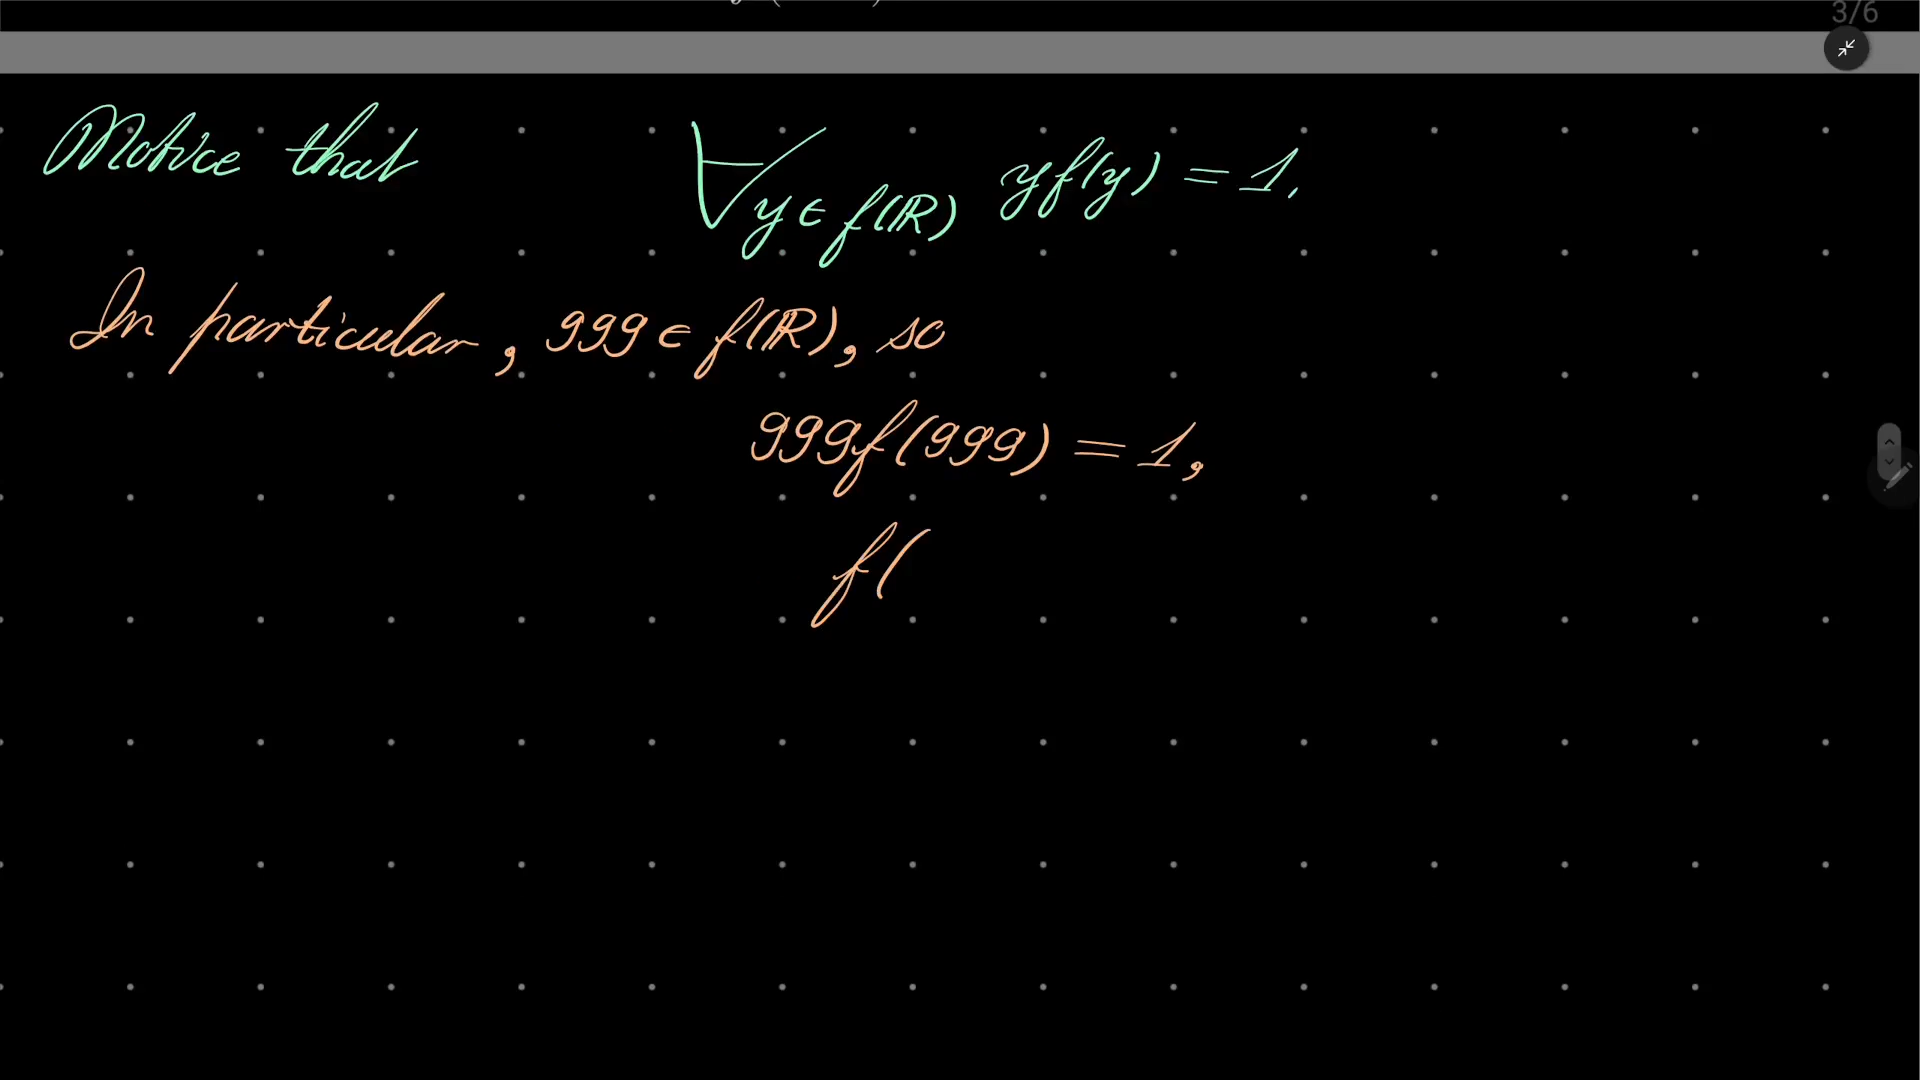 3/6
Notice that ∀y∈f(ℝ) yf(y) = 1.
In particular, 999 ∈ f(ℝ), so
999f(999) = 1,
f(